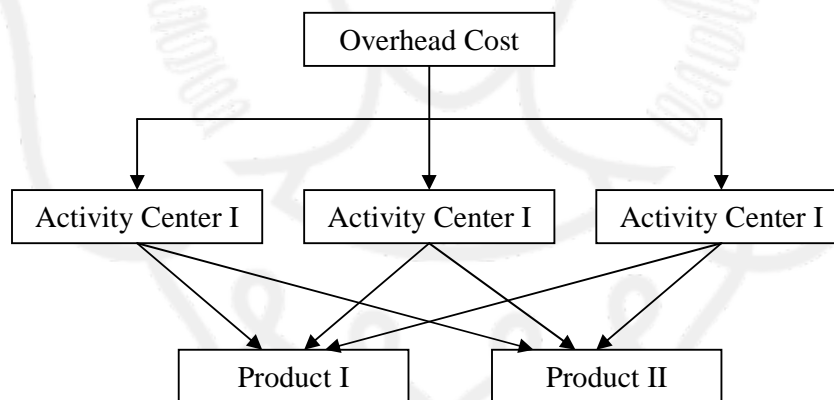 Overhead Cost
Activity Center I
Activity Center I
Activity Center I
Product I
Product II